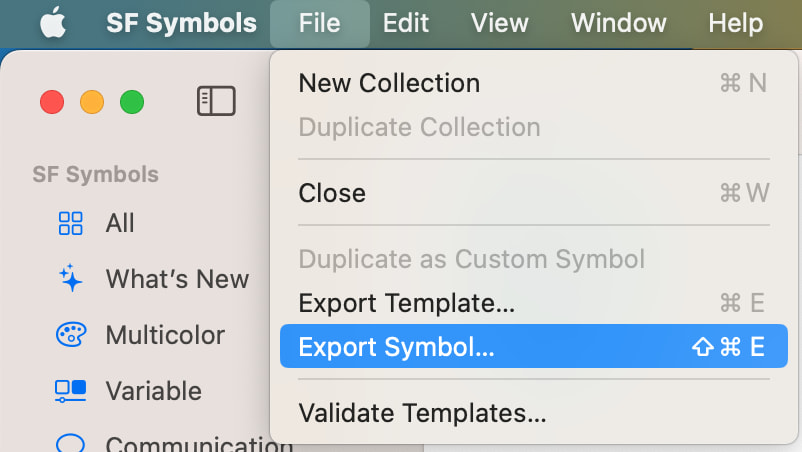 SF Symbols File Edit View Window Help
New Collection ⌘ N
Duplicate Collection
Close ⌘ W
Duplicate as Custom Symbol
Export Template... ⌘ E
Export Symbol... ⇧ ⌘ E
Validate Templates...
SF Symbols
All
What’s New
Multicolor
Variable
Communication